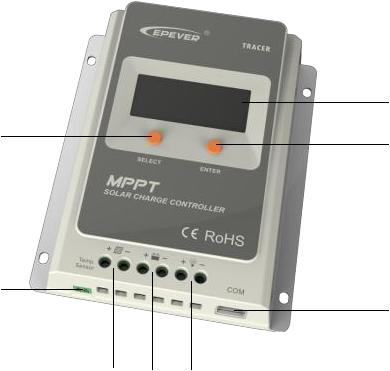 EPEVER®
TRACER
SELECT
ENTER
MPPT
SOLAR CHARGE CONTROLLER
CE RoHS
+ − + − + −
Temp
Sensor
COM